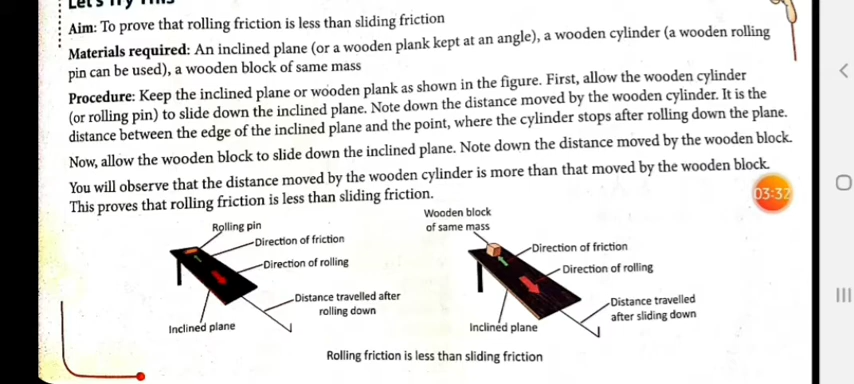 Let's Try This
Aim: To prove that rolling friction is less than sliding friction
Materials required: An inclined plane (or a wooden plank kept at an angle), a wooden cylinder (a wooden rolling
pin can be used), a wooden block of same mass
Procedure: Keep the inclined plane or wooden plank as shown in the figure. First, allow the wooden cylinder
(or rolling pin) to slide down the inclined plane. Note down the distance moved by the wooden cylinder. It is the
distance between the edge of the inclined plane and the point, where the cylinder stops after rolling down the plane.
Now, allow the wooden block to slide down the inclined plane. Note down the distance moved by the wooden block.
You will observe that the distance moved by the wooden cylinder is more than that moved by the wooden block.
This proves that rolling friction is less than sliding friction.
03:32
Rolling pin
Direction of friction
Direction of rolling
Distance travelled after
rolling down
Inclined plane
Wooden block
of same mass
Direction of friction
Direction of rolling
Distance travelled
after sliding down
Inclined plane
Rolling friction is less than sliding friction